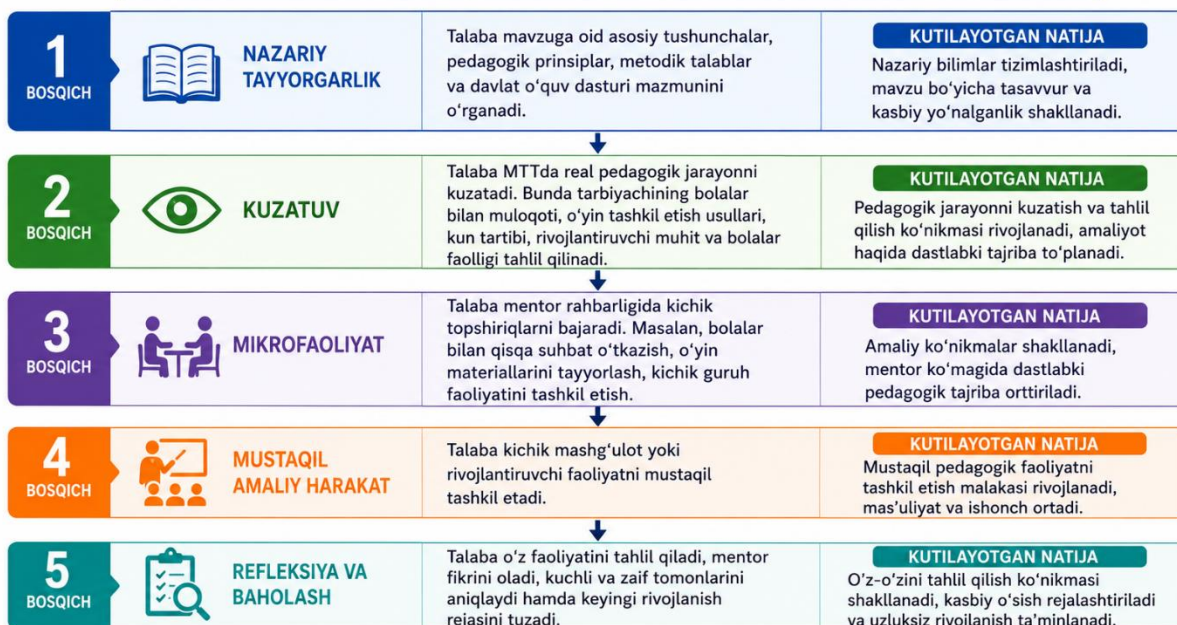 1
BOSQICH
NAZARIY
TAYYORGARLIK
Talaba mavzuga oid asosiy tushunchalar,
pedagogik prinsiplar, metodik talablar
va davlat oʻquv dasturi mazmunini
oʻrganadi.
KUTILAYOTGAN NATIJA
Nazariy bilimlar tizimlashtiriladi,
mavzu boʻyicha tasavvur va
kasbiy yoʻnalganlik shakllanadi.
2
BOSQICH
KUZATUV
Talaba MTTda real pedagogik jarayonni
kuzatadi. Bunda tarbiyachining bolalar
bilan muloqoti, oʻyin tashkil etish usullari,
kun tartibi, rivojlantiruvchi muhit va bolalar
faolligi tahlil qilinadi.
KUTILAYOTGAN NATIJA
Pedagogik jarayonni kuzatish va tahlil
qilish koʻnikmasi rivojlanadi, amaliyot
haqida dastlabki tajriba toʻplanadi.
3
BOSQICH
MIKROFAOLIYAT
Talaba mentor rahbarligida kichik
topshiriqlarni bajaradi. Masalan, bolalar
bilan qisqa suhbat oʻtkazish, oʻyin
materiallarini tayyorlash, kichik guruh
faoliyatini tashkil etish.
KUTILAYOTGAN NATIJA
Amaliy koʻnikmalar shakllanadi,
mentor koʻmagida dastlabki
pedagogik tajriba orttiriladi.
4
BOSQICH
MUSTAQIL
AMALIY HARAKAT
Talaba kichik mashgʻulot yoki
rivojlantiruvchi faoliyatni mustaqil
tashkil etadi.
KUTILAYOTGAN NATIJA
Mustaqil pedagogik faoliyatni
tashkil etish malakasi rivojlanadi,
mas’uliyat va ishonch ortadi.
5
BOSQICH
REFLEKSIYA VA
BAHOLASH
Talaba oʻz faoliyatini tahlil qiladi, mentor
fikrini oladi, kuchli va zaif tomonlarini
aniqlaydi hamda keyingi rivojlanish
rejasini tuzadi.
KUTILAYOTGAN NATIJA
O’z-o’zini tahlil qilish koʻnikmasi
shakllanadi, kasbiy oʻsish rejalashtiriladi
va uzluksiz rivojlanish ta’minlanadi.